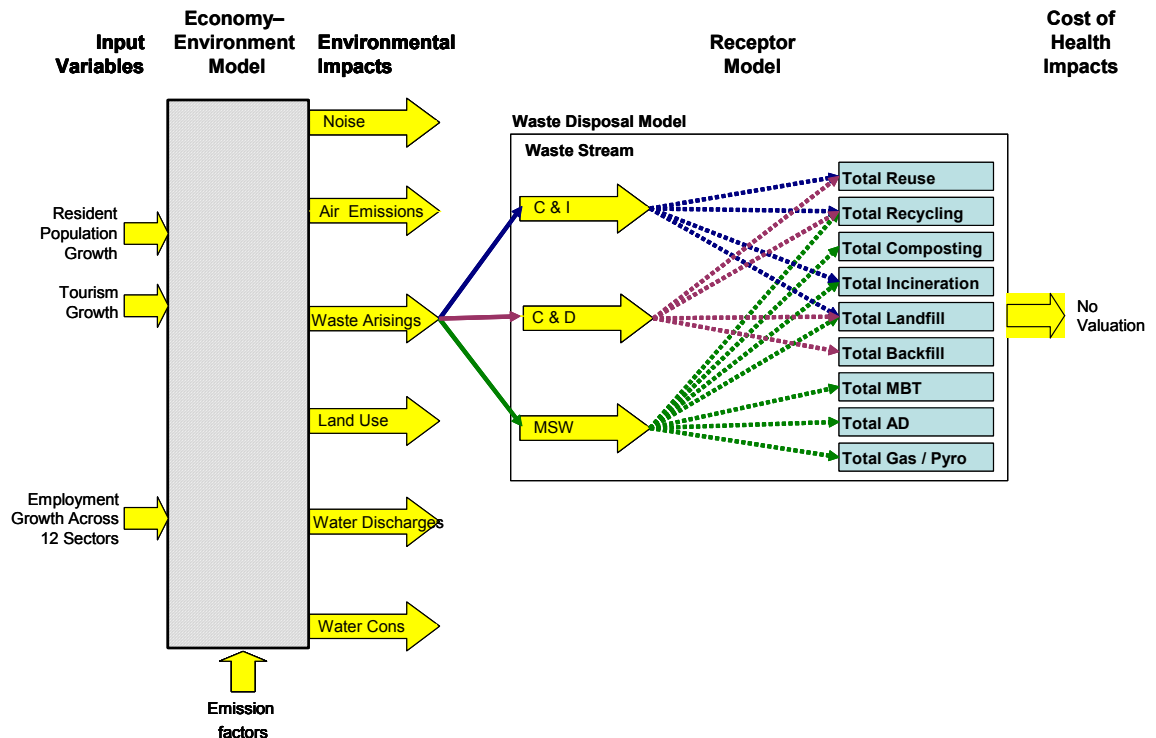 Input
Variables
Economy–
Environment
Model
Environmental
Impacts
Receptor
Model
Cost of
Health
Impacts
Resident
Population
Growth
Tourism
Growth
Employment
Growth Across
12 Sectors
Emission
factors
Noise
Air Emissions
Waste Arisings
Land Use
Water Discharges
Water Cons
Waste Disposal Model
Waste Stream
C & I
C & D
MSW
Total Reuse
Total Recycling
Total Composting
Total Incineration
Total Landfill
Total Backfill
Total MBT
Total AD
Total Gas / Pyro
No
Valuation